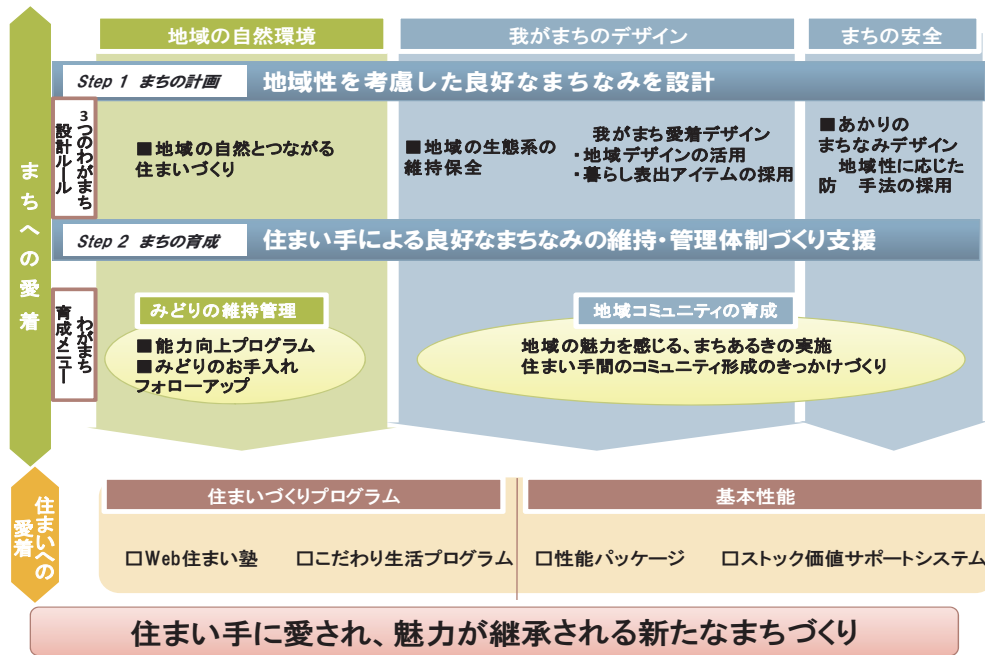 地域の自然環境
我がまちのデザイン
まちの安全
Step 1 まちの計画
地域性を考慮した良好なまちなみを設計
3つのわがまち
設計ルール
■地域の自然とつながる
住まいづくり
■地域の生態系の
維持保全
我がまち愛着デザイン
・地域デザインの活用
・暮らし表出アイテムの採用
■あかりの
まちなみデザイン
地域性に応じた
防　手法の採用
まちへの愛着
Step 2 まちの育成
住まい手による良好なまちなみの維持・管理体制づくり支援
わがまち
育成メニュー
みどりの維持管理
■能力向上プログラム
■みどりのお手入れ
フォローアップ
地域コミュニティの育成
地域の魅力を感じる、まちあるきの実施
住まい手間のコミュニティ形成のきっかけづくり
住まいへの
愛着
住まいづくりプログラム
基本性能
□Web住まい塾
□こだわり生活プログラム
□性能パッケージ
□ストック価値サポートシステム
住まい手に愛され、魅力が継承される新たなまちづくり